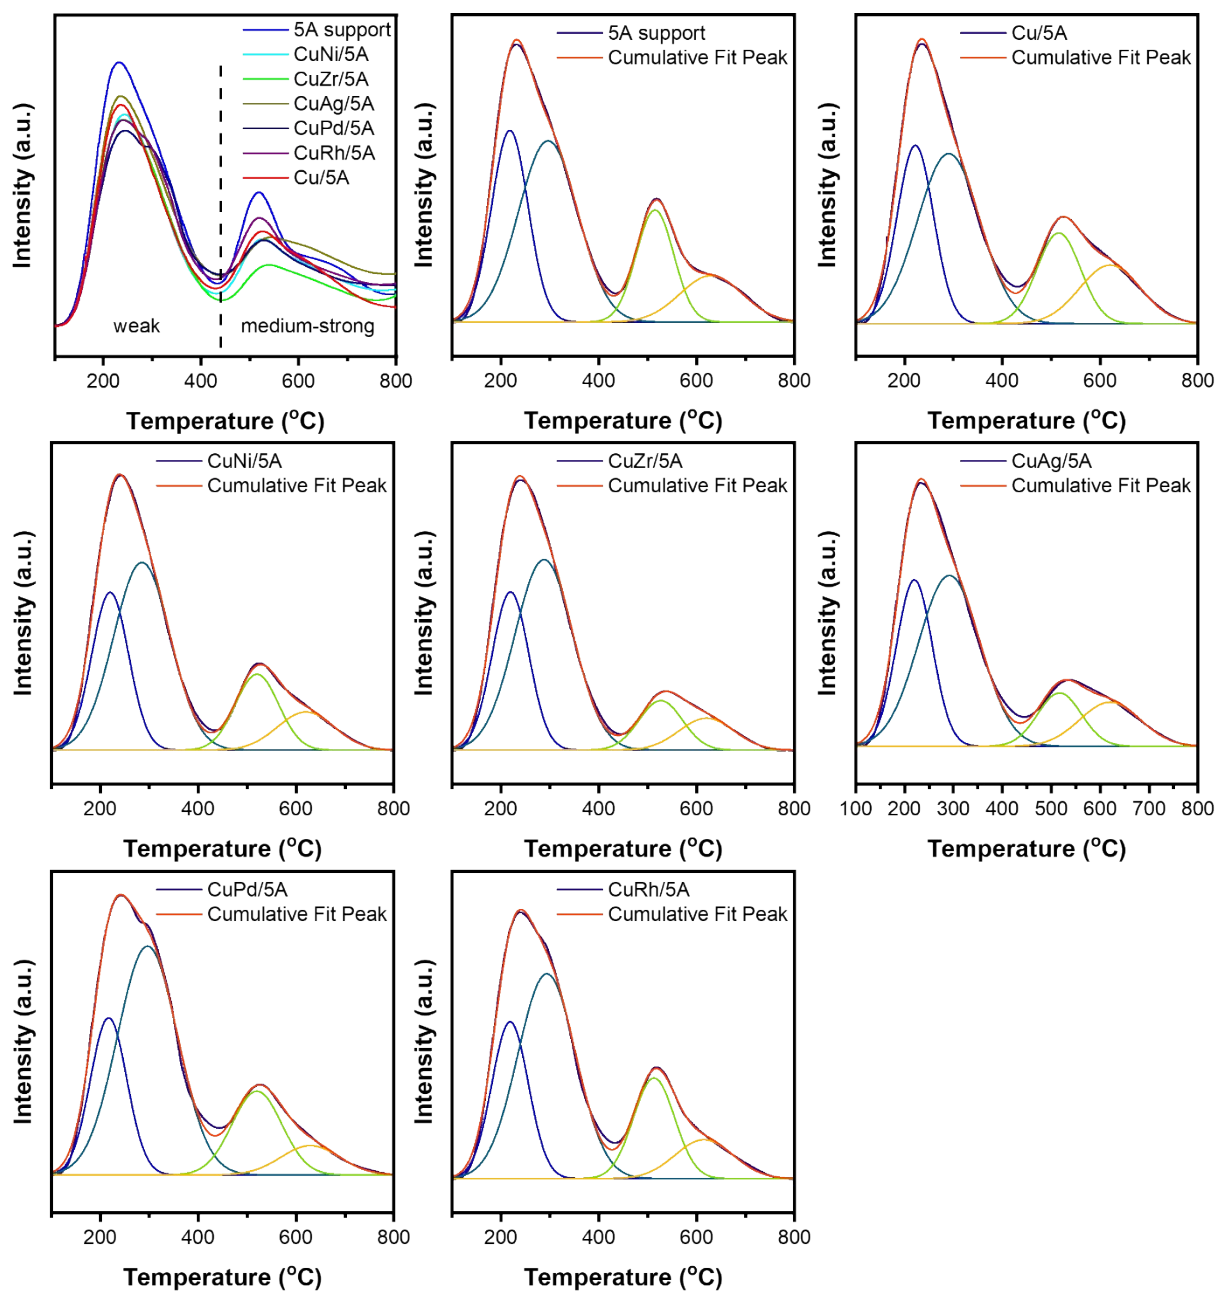 5A support
CuNi/5A
CuZr/5A
CuAg/5A
CuPd/5A
CuRh/5A
Cu/5A
weak
medium-strong
Intensity (a.u.)
200 400 600 800
Temperature (°C)
5A support
Cumulative Fit Peak
Intensity (a.u.)
200 400 600 800
Temperature (°C)
Cu/5A
Cumulative Fit Peak
Intensity (a.u.)
200 400 600 800
Temperature (°C)
CuNi/5A
Cumulative Fit Peak
Intensity (a.u.)
200 400 600 800
Temperature (°C)
CuZr/5A
Cumulative Fit Peak
Intensity (a.u.)
200 400 600 800
Temperature (°C)
CuAg/5A
Cumulative Fit Peak
Intensity (a.u.)
100 200 300 400 500 600 700 800
Temperature (°C)
CuPd/5A
Cumulative Fit Peak
Intensity (a.u.)
200 400 600 800
Temperature (°C)
CuRh/5A
Cumulative Fit Peak
Intensity (a.u.)
200 400 600 800
Temperature (°C)